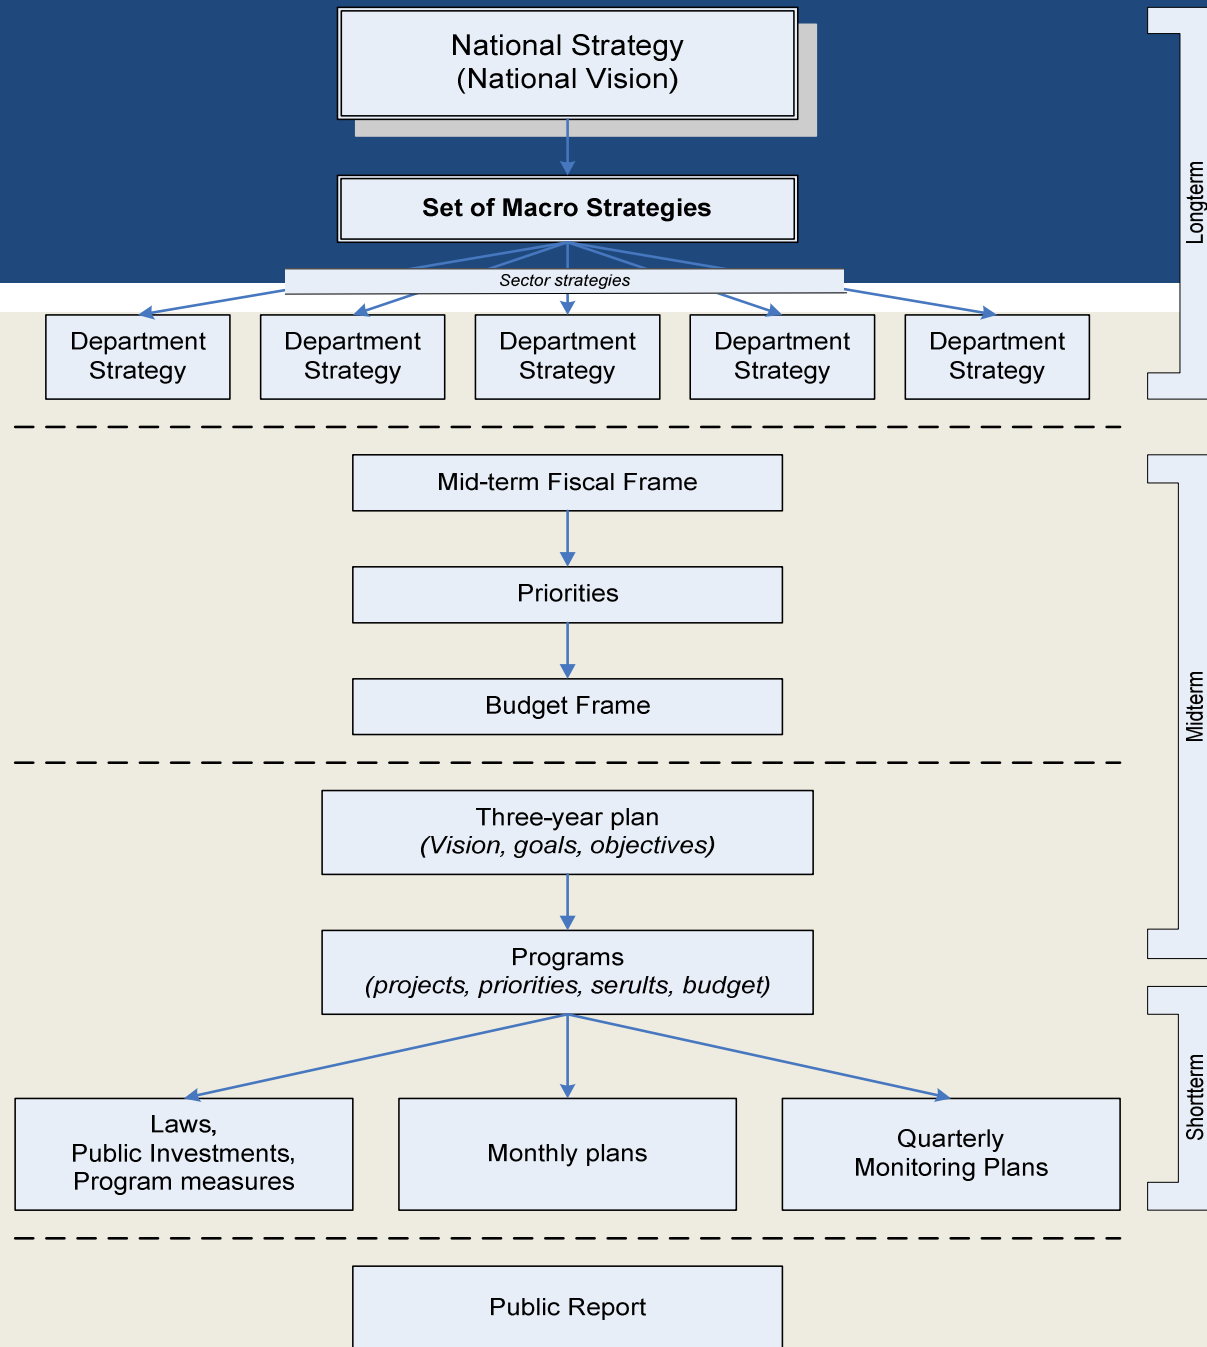 National Strategy
(National Vision)
Set of Macro Strategies
Sector strategies
Department
Strategy
Department
Strategy
Department
Strategy
Department
Strategy
Department
Strategy
Longterm
Mid-term Fiscal Frame
Priorities
Budget Frame
Midterm
Three-year plan
(Vision, goals, objectives)
Programs
(projects, priorities, serults, budget)
Laws,
Public Investments,
Program measures
Monthly plans
Quarterly
Monitoring Plans
Shortterm
Public Report